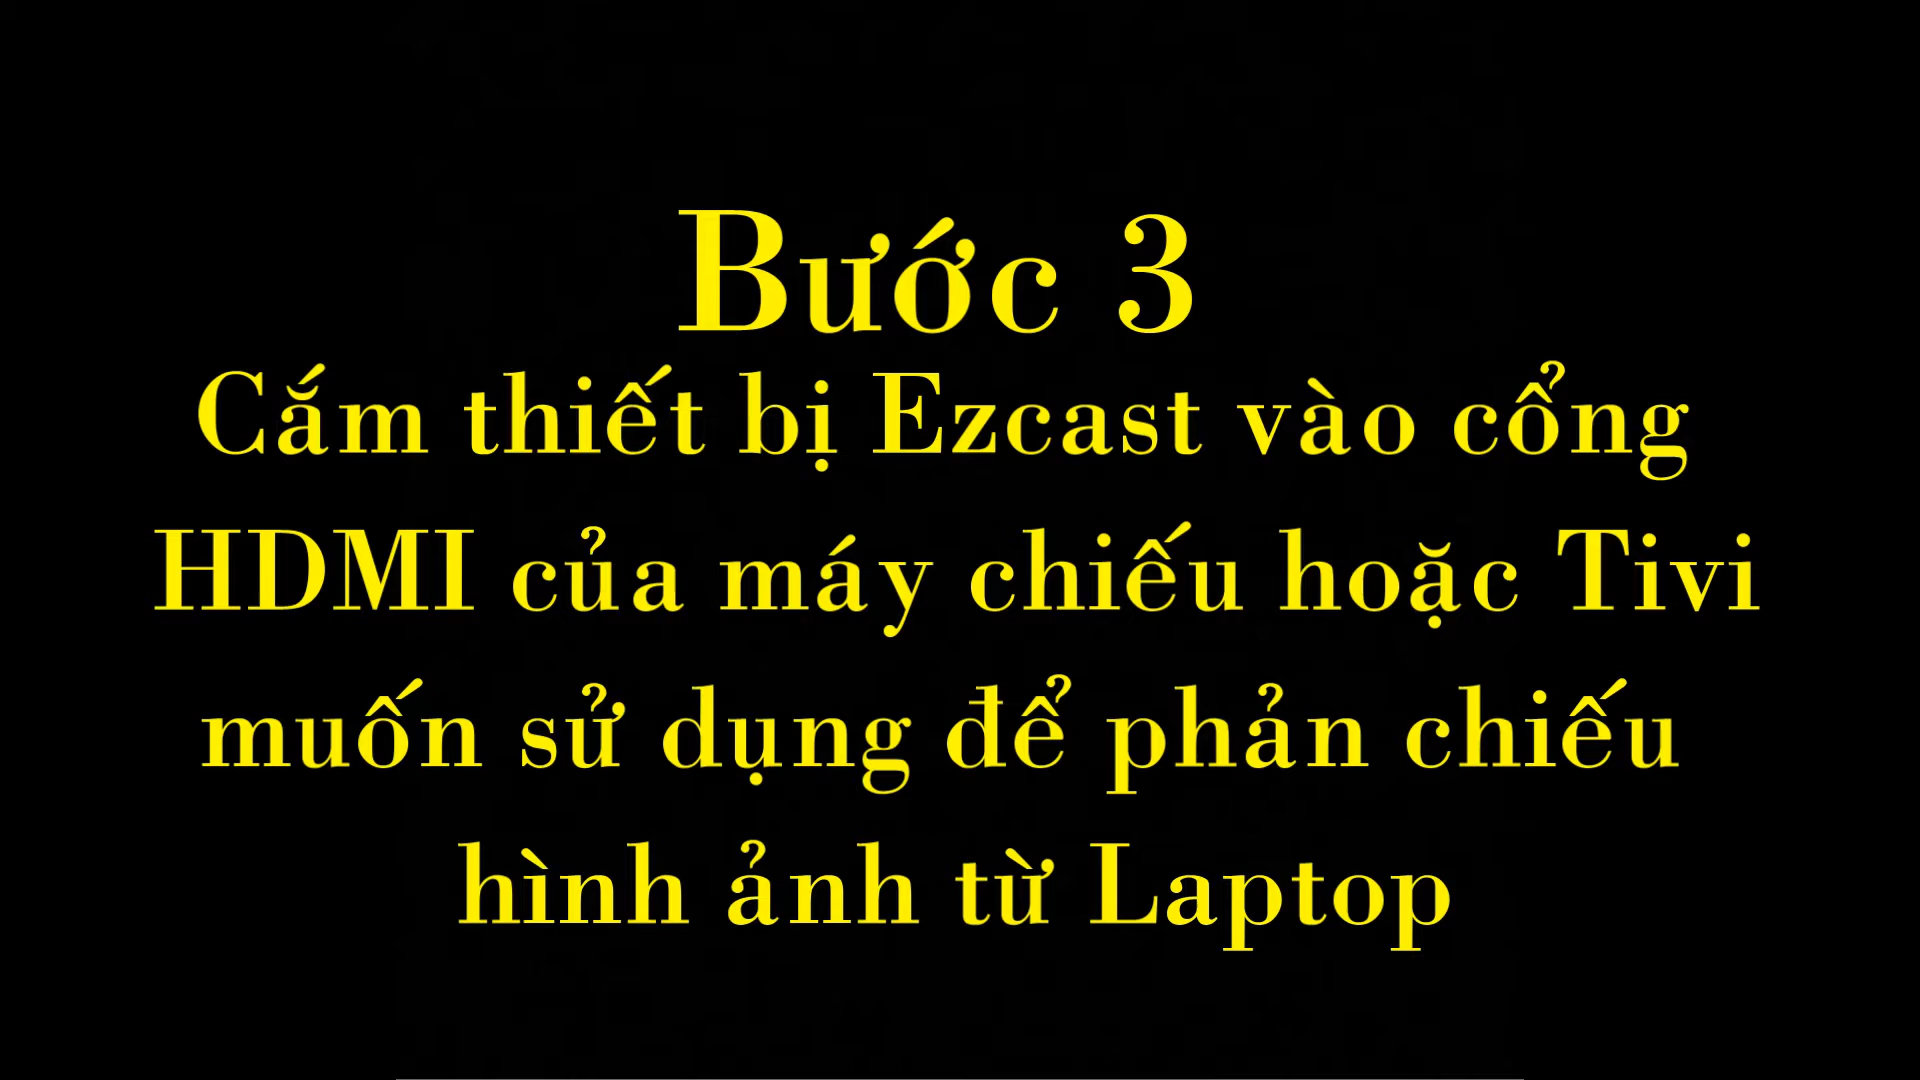 Bước 3
Cắm thiết bị Ezcast vào cổng
HDMI của máy chiếu hoặc Tivi
muốn sử dụng để phản chiếu
hình ảnh từ Laptop